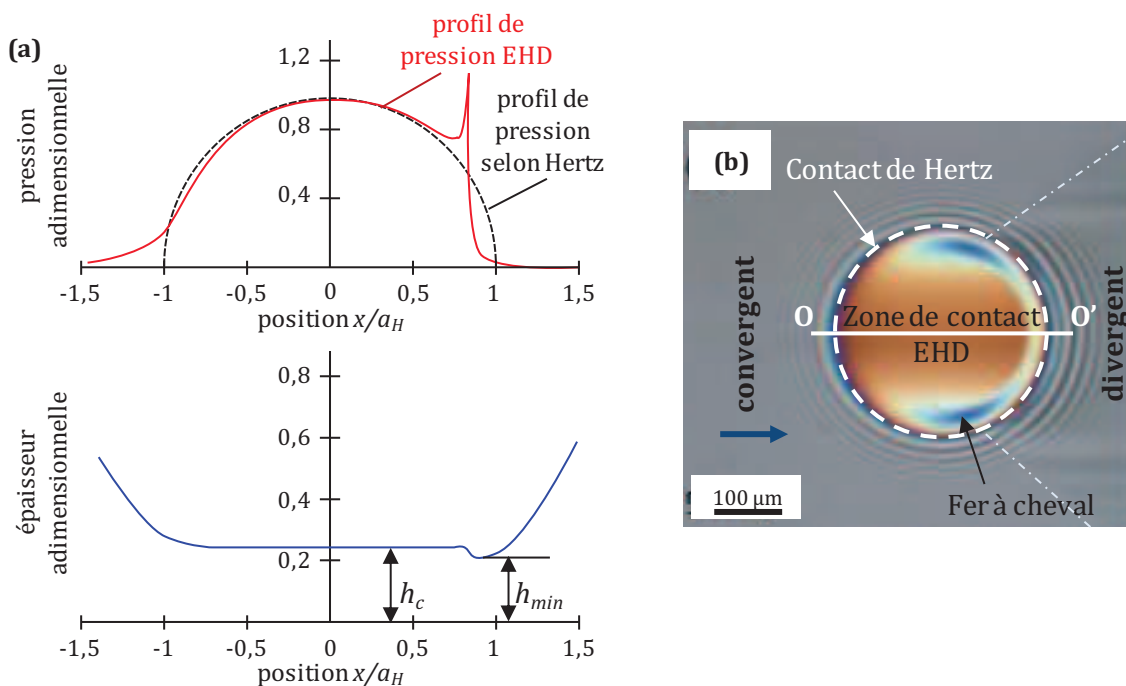 (a)
profil de
pression EHD
profil de
pression
selon Hertz
pression
adimensionnelle
1,2
0,8
0,4
-1,5 -1 -0,5 0 0,5 1 1,5
position x/a_H
épaisseur
adimensionnelle
0,8
0,6
0,4
0,2
h_c
h_min
-1,5 -1 -0,5 0 0,5 1 1,5
position x/a_H
(b)
Contact de Hertz
convergent
O Zone de contact O'
EHD
divergent
100 µm
Fer à cheval